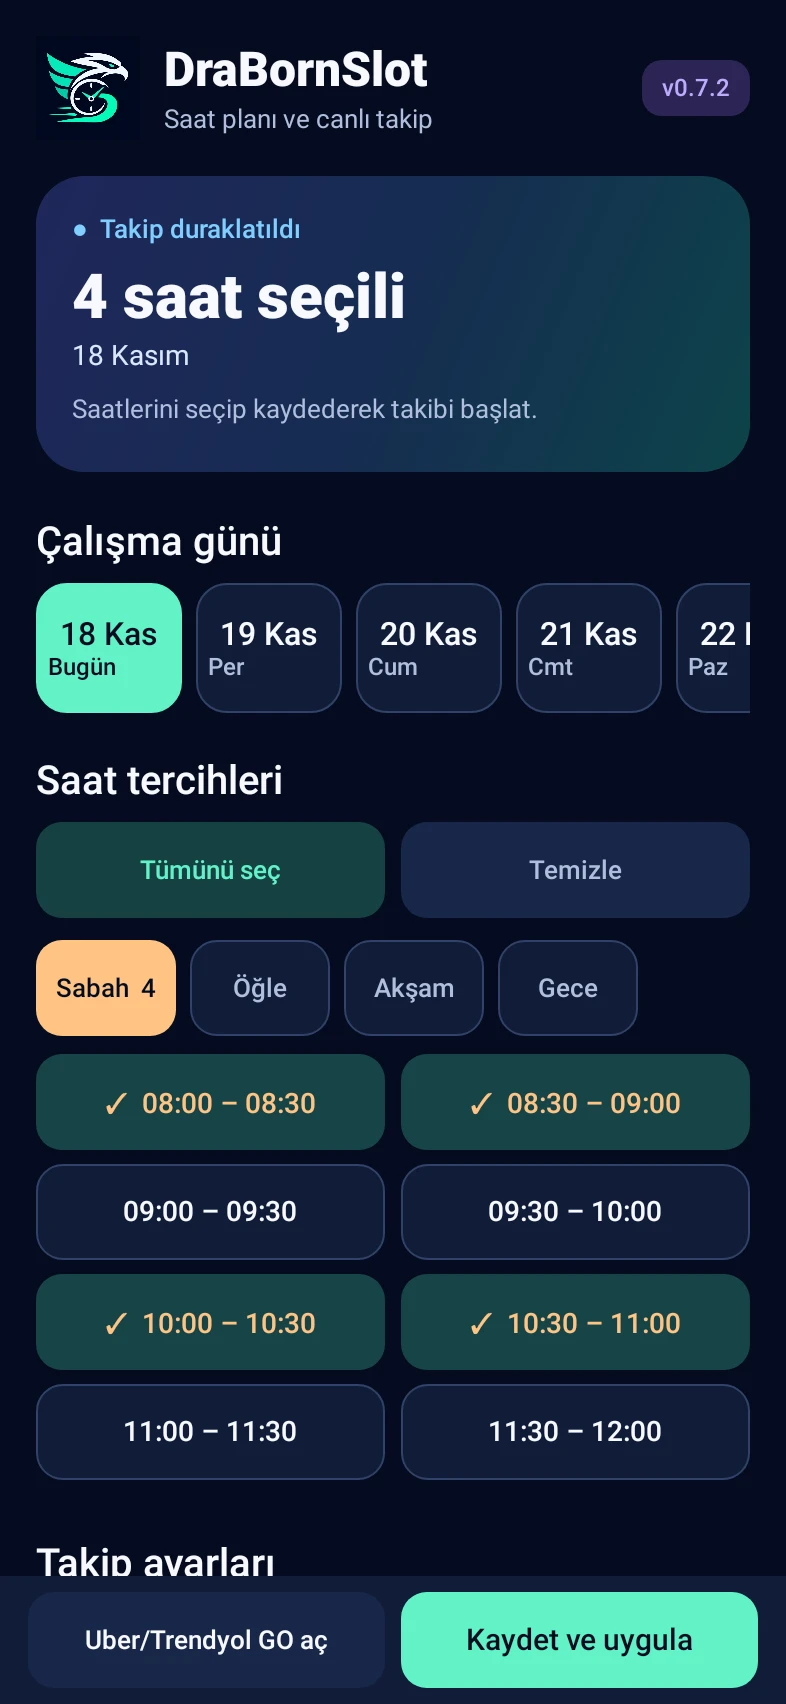 DraBornSlot
Saat planı ve canlı takip
v0.7.2
Takip duraklatıldı
4 saat seçili
18 Kasım
Saatlerini seçip kaydederek takibi başlat.
Çalışma günü
18 Kas
Bugün
19 Kas
Per
20 Kas
Cum
21 Kas
Cmt
22
Paz
Saat tercihleri
Tümünü seç
Temizle
Sabah 4
Öğle
Akşam
Gece
✓ 08:00 – 08:30
✓ 08:30 – 09:00
09:00 – 09:30
09:30 – 10:00
✓ 10:00 – 10:30
✓ 10:30 – 11:00
11:00 – 11:30
11:30 – 12:00
Takip ayarları
Uber/Trendyol GO aç
Kaydet ve uygula